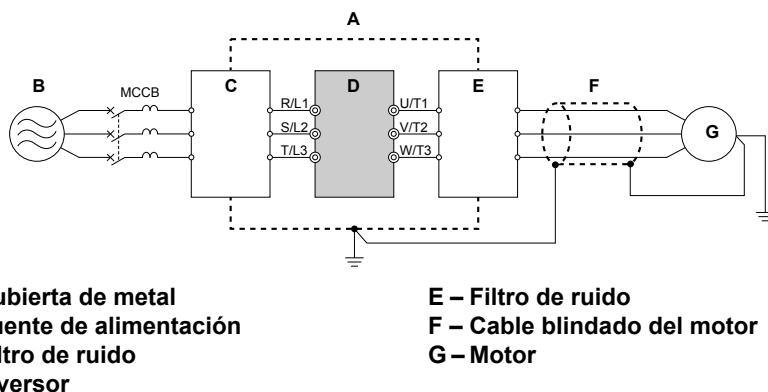 A
B
MCCB
C
D
E
F
G
R/L1
U/T1
S/L2
V/T2
T/L3
W/T3
ubierta de metal
uente de alimentación
ltro de ruido
versor
E – Filtro de ruido
F – Cable blindado del motor
G – Motor